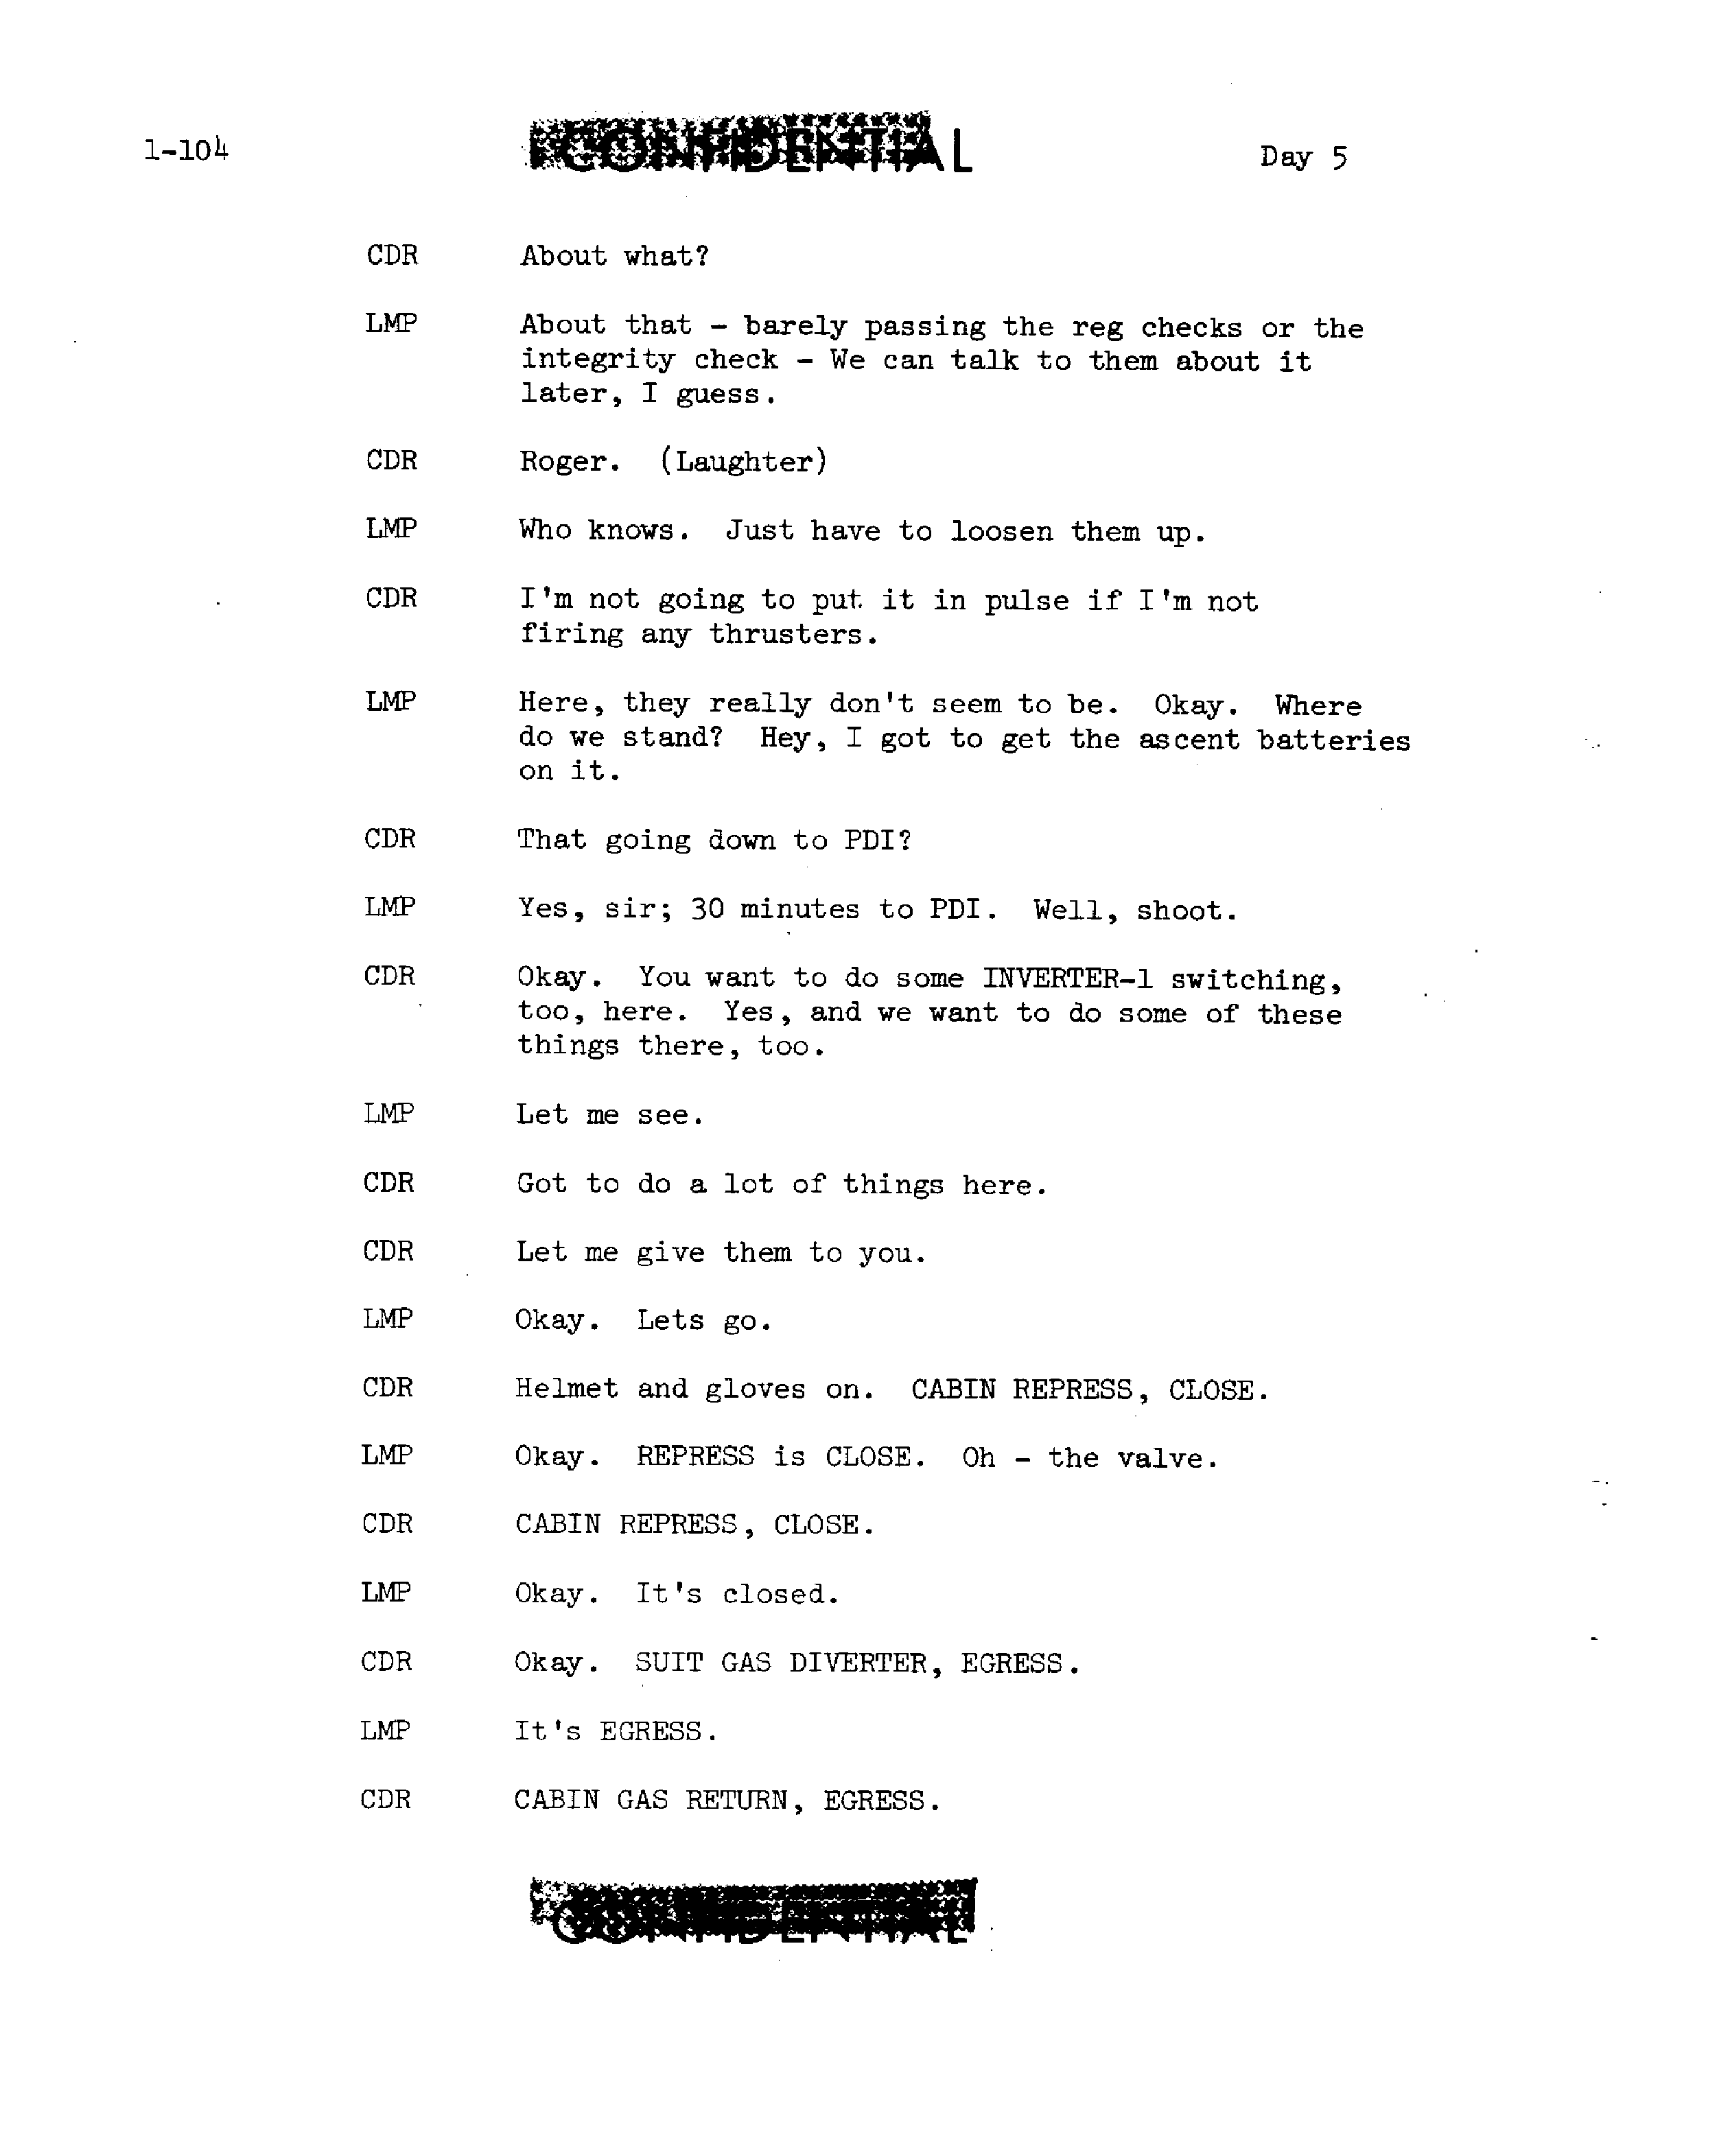 1-104
CONFIDENTIAL
Day 5
CDR About what?
LMP About that - barely passing the reg checks or the
integrity check - We can talk to them about it
later, I guess.
CDR Roger. (Laughter)
LMP Who knows. Just have to loosen them up.
CDR I'm not going to put it in pulse if I'm not
firing any thrusters.
LMP Here, they really don't seem to be. Okay. Where
do we stand? Hey, I got to get the ascent batteries
on it.
CDR That going down to PDI?
LMP Yes, sir; 30 minutes to PDI. Well, shoot.
CDR Okay. You want to do some INVERTER-1 switching,
too, here. Yes, and we want to do some of these
things there, too.
LMP Let me see.
CDR Got to do a lot of things here.
CDR Let me give them to you.
LMP Okay. Lets go.
CDR Helmet and gloves on. CABIN REPRESS, CLOSE.
LMP Okay. REPRESS is CLOSE. Oh - the valve.
CDR CABIN REPRESS, CLOSE.
LMP Okay. It's closed.
CDR Okay. SUIT GAS DIVERTER, EGRESS.
LMP It's EGRESS.
CDR CABIN GAS RETURN, EGRESS.
CONFIDENTIAL